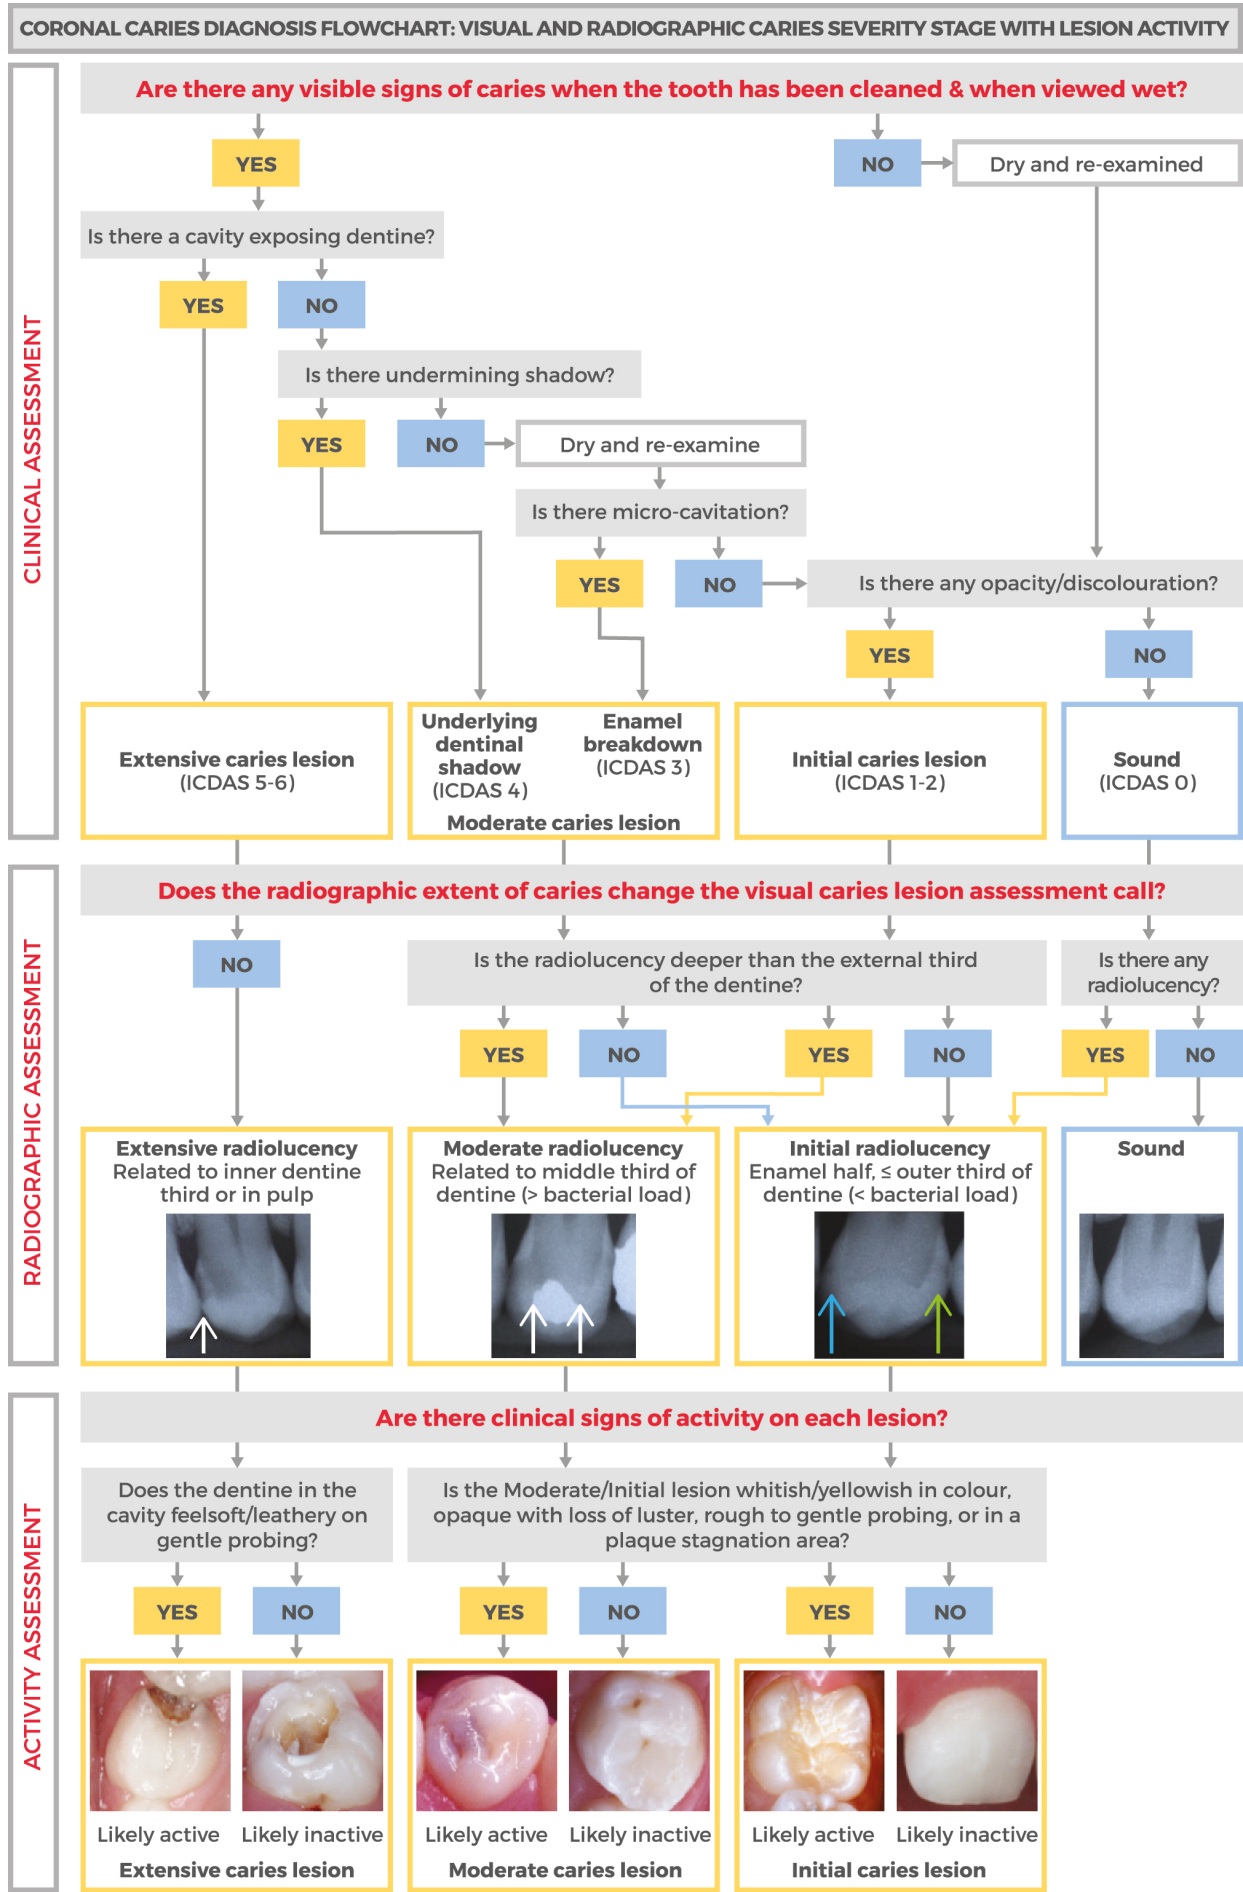 CORONAL CARIES DIAGNOSIS FLOWCHART: VISUAL AND RADIOGRAPHIC CARIES SEVERITY STAGE WITH LESION ACTIVITY
CLINICAL ASSESSMENT
Are there any visible signs of caries when the tooth has been cleaned & when viewed wet?
YES
NO
Dry and re-examined
Is there a cavity exposing dentine?
YES
NO
Is there undermining shadow?
YES
NO
Dry and re-examine
Is there micro-cavitation?
YES
NO
Is there any opacity/discolouration?
YES
NO
Extensive caries lesion
(ICDAS 5-6)
Underlying
dentinal
shadow
(ICDAS 4)
Enamel
breakdown
(ICDAS 3)
Moderate caries lesion
Initial caries lesion
(ICDAS 1-2)
Sound
(ICDAS 0)
RADIOGRAPHIC ASSESSMENT
Does the radiographic extent of caries change the visual caries lesion assessment call?
NO
Is the radiolucency deeper than the external third
of the dentine?
Is there any
radiolucency?
YES
NO
YES
NO
YES
NO
Extensive radiolucency
Related to inner dentine
third or in pulp
Moderate radiolucency
Related to middle third of
dentine (> bacterial load)
Initial radiolucency
Enamel half, ≤ outer third of
dentine (< bacterial load)
Sound
ACTIVITY ASSESSMENT
Are there clinical signs of activity on each lesion?
Does the dentine in the
cavity feelsoft/leathery on
gentle probing?
Is the Moderate/Initial lesion whitish/yellowish in colour,
opaque with loss of luster, rough to gentle probing, or in a
plaque stagnation area?
YES
NO
YES
NO
YES
NO
Likely active
Likely inactive
Extensive caries lesion
Likely active
Likely inactive
Moderate caries lesion
Likely active
Likely inactive
Initial caries lesion